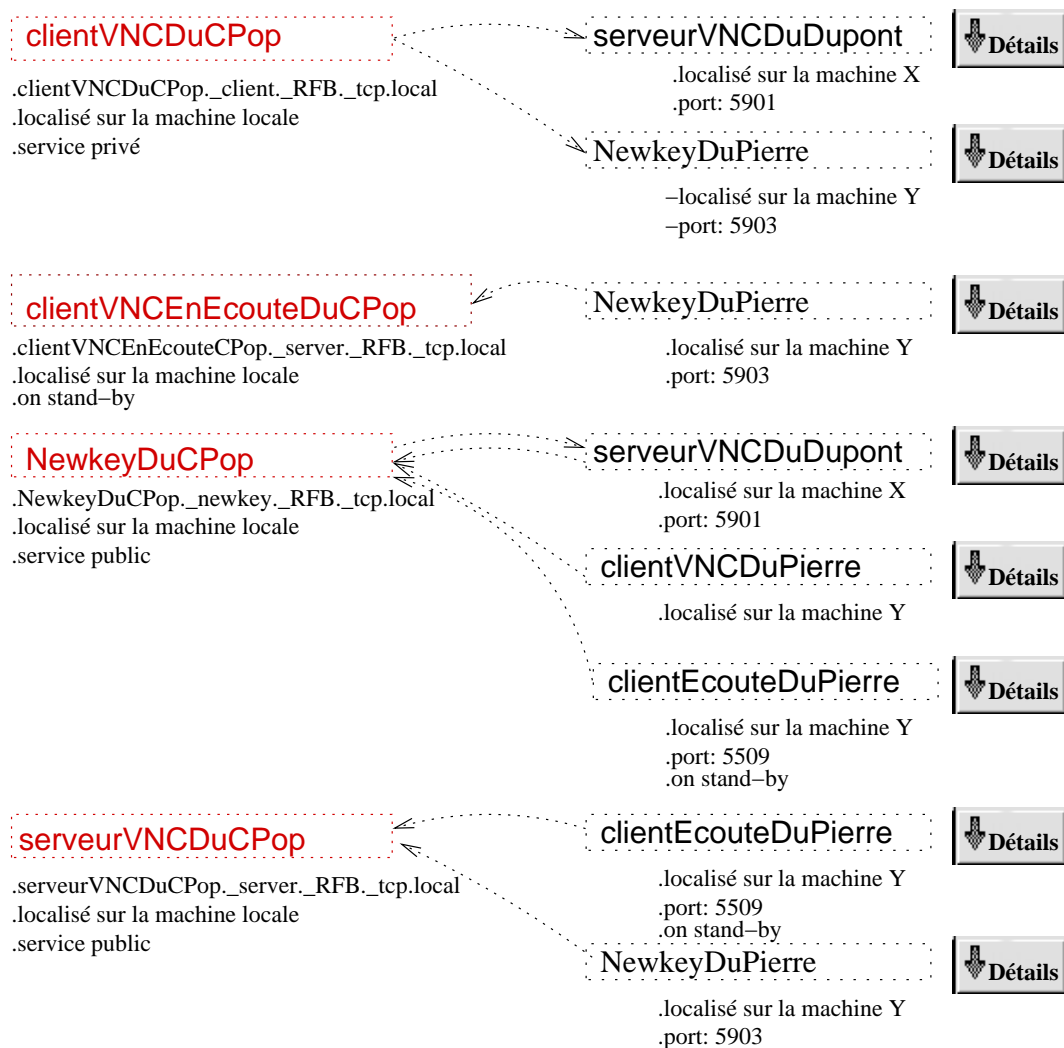 clientVNCDuCPop
.clientVNCDuCPop._client._RFB._tcp.local
.localisé sur la machine locale
.service privé
serveurVNCDuDupont
Détails
.localisé sur la machine X
.port: 5901
NewkeyDuPierre
Détails
−localisé sur la machine Y
−port: 5903
clientVNCEnEcouteDuCPop
.clientVNCEnEcouteCPop._server._RFB._tcp.local
.localisé sur la machine locale
.on stand−by
NewkeyDuPierre
Détails
.localisé sur la machine Y
.port: 5903
NewkeyDuCPop
.NewkeyDuCPop._newkey._RFB._tcp.local
.localisé sur la machine locale
.service public
serveurVNCDuDupont
Détails
.localisé sur la machine X
.port: 5901
clientVNCDuPierre
Détails
.localisé sur la machine Y
clientEcouteDuPierre
Détails
.localisé sur la machine Y
.port: 5509
.on stand−by
serveurVNCDuCPop
.serveurVNCDuCPop._server._RFB._tcp.local
.localisé sur la machine locale
.service public
clientEcouteDuPierre
Détails
.localisé sur la machine Y
.port: 5509
.on stand−by
NewkeyDuPierre
Détails
.localisé sur la machine Y
.port: 5903